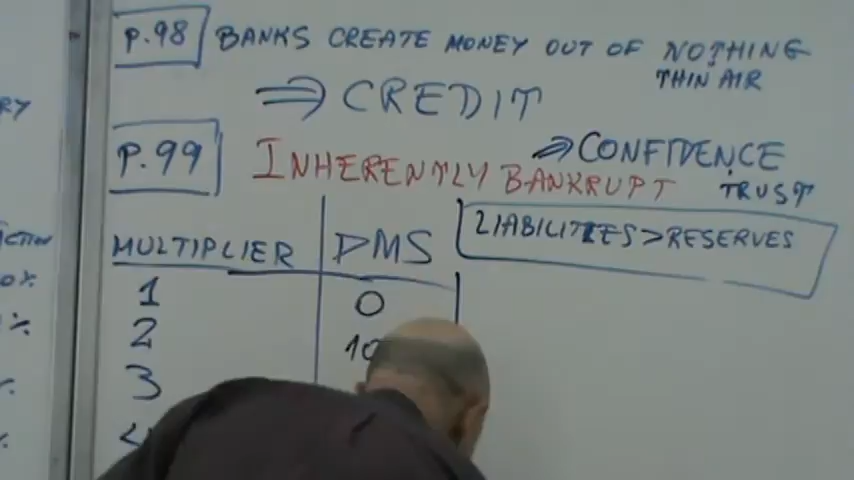 P.98 BANKS CREATE MONEY OUT OF NOTHING
THIN AIR
⇒ CREDIT
P.99 INHERENTLY BANKRUPT ⇒ CONFIDENCE
TRUST
LIABILITIES > RESERVES
MULTIPLIER DMS
1 0
2 10
3
4